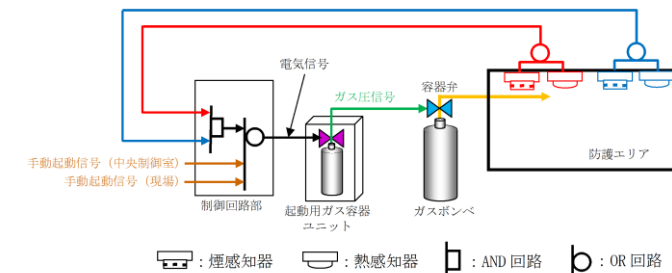 電気信号
ガス圧信号
容器弁
防護エリア
手動起動信号（中央制御室）
手動起動信号（現場）
制御回路部
起動用ガス容器
ユニット
ガスボンベ
：煙感知器
：熱感知器
：AND 回路
：OR 回路